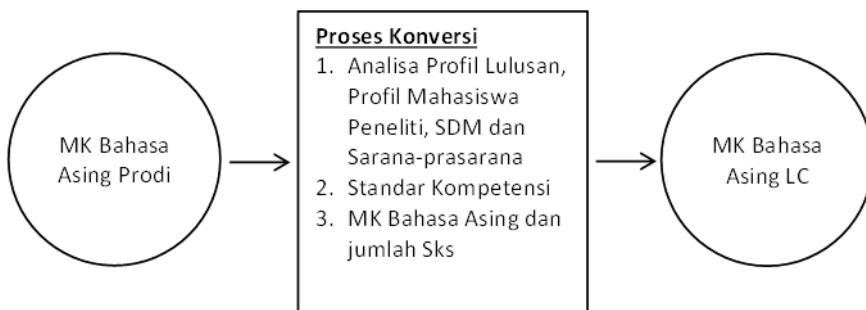 MK Bahasa
Asing Prodi
Proses Konversi
1. Analisa Profil Lulusan,
Profil Mahasiswa
Peneliti, SDM dan
Sarana-prasarana
2. Standar Kompetensi
3. MK Bahasa Asing dan
jumlah Sks
MK Bahasa
Asing LC